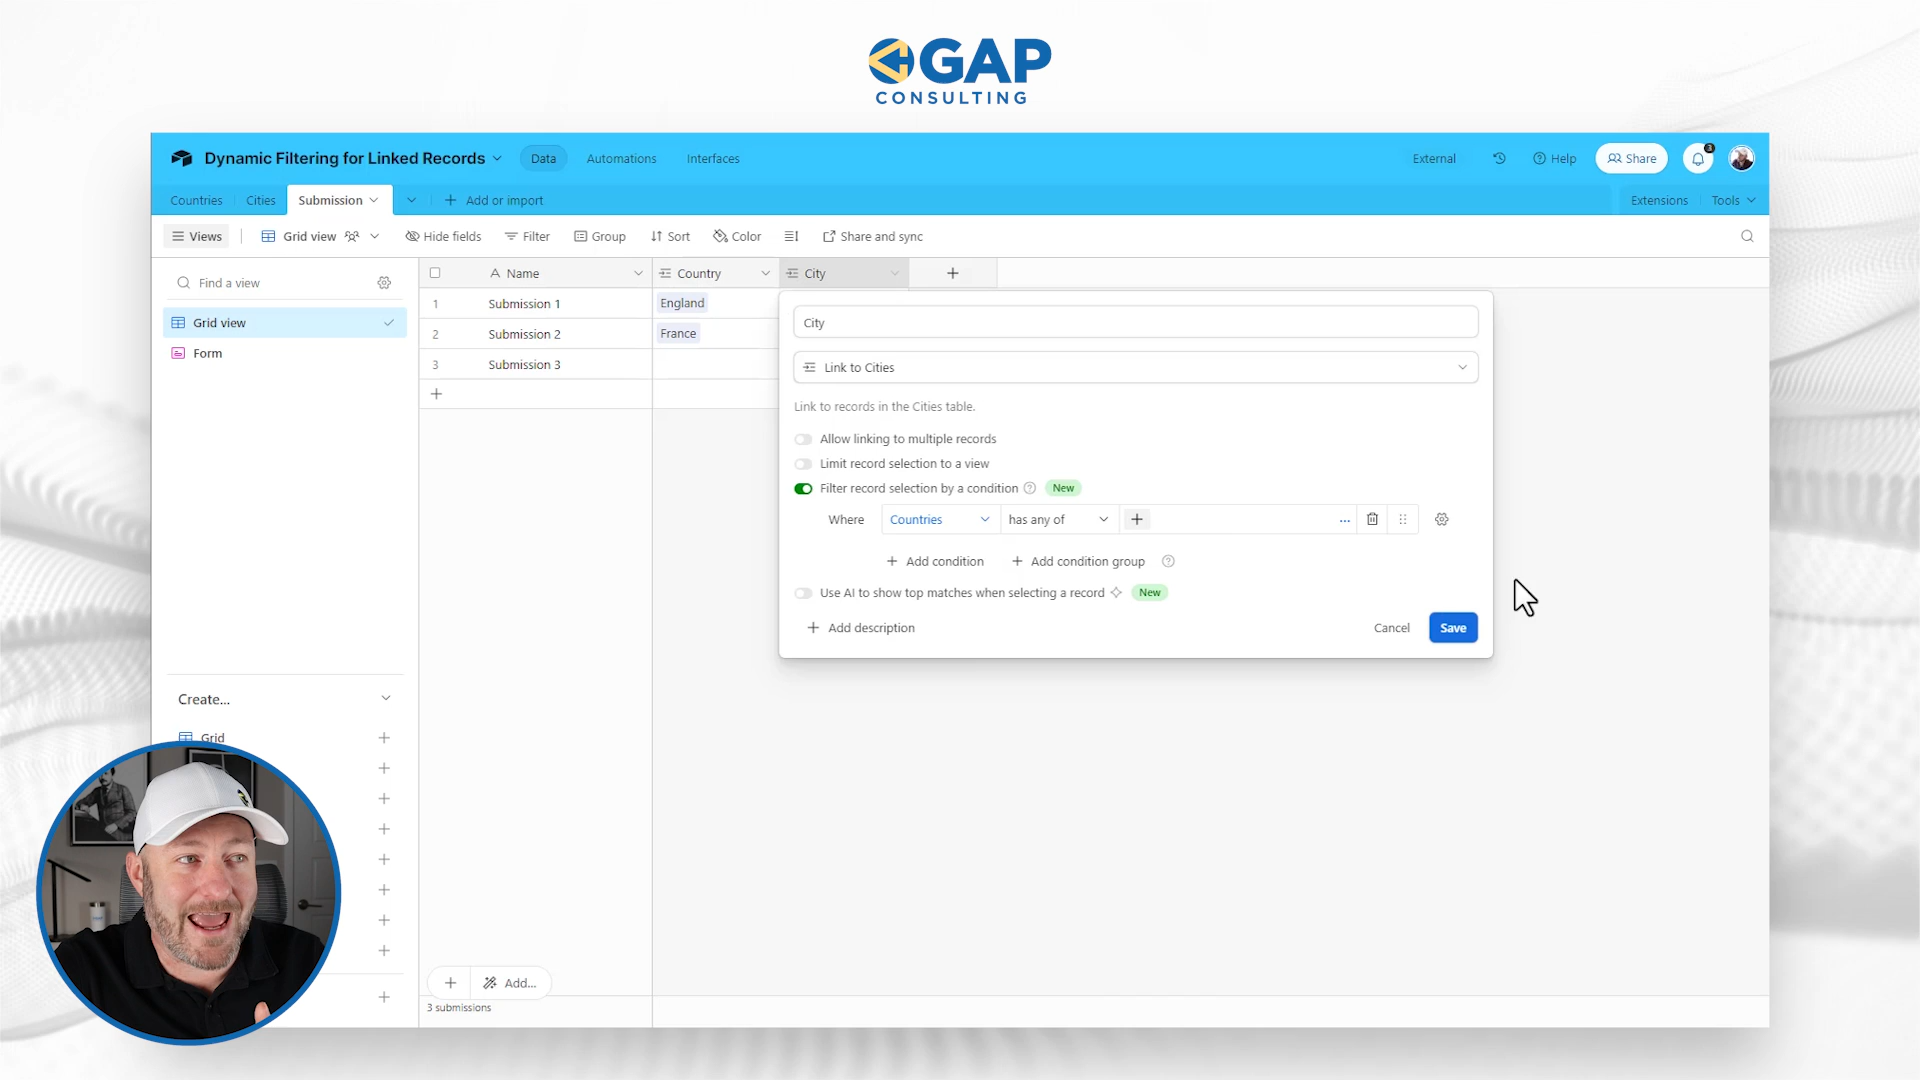 GAP
CONSULTING
Dynamic Filtering for Linked Records
Data
Automations
Interfaces
External
Help
Share
3
Countries
Cities
Submission
Add or import
Extensions
Tools
Views
Grid view
Hide fields
Filter
Group
Sort
Color
Share and sync
Find a view
Grid view
Form
Create...
Grid
A Name
Country
City
1 Submission 1 England
2 Submission 2 France
3 Submission 3
City
Link to Cities
Link to records in the Cities table.
Allow linking to multiple records
Limit record selection to a view
Filter record selection by a condition New
Where Countries has any of ...
Add condition
Add condition group
Use AI to show top matches when selecting a record New
Add description
Cancel
Save
Add...
3 submissions